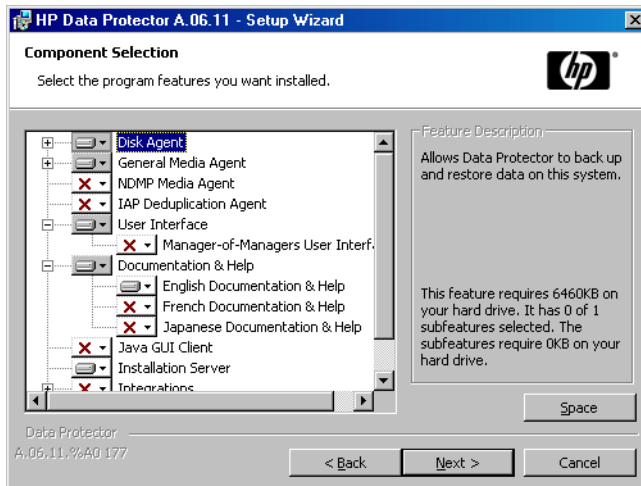 HP Data Protector A.06.11 - Setup Wizard
Component Selection
Select the program features you want installed.
hp
Disk Agent
General Media Agent
NDMP Media Agent
IAP Deduplication Agent
User Interface
Manager-of-Managers User Interf
Documentation & Help
English Documentation & Help
French Documentation & Help
Japanese Documentation & Help
Java GUI Client
Installation Server
Integrations
Feature Description
Allows Data Protector to back up
and restore data on this system.
This feature requires 6460KB on
your hard drive. It has 0 of 1
subfeatures selected. The
subfeatures require 0KB on your
hard drive.
Space
Data Protector
A.06.11.%A0 177
< Back
Next >
Cancel